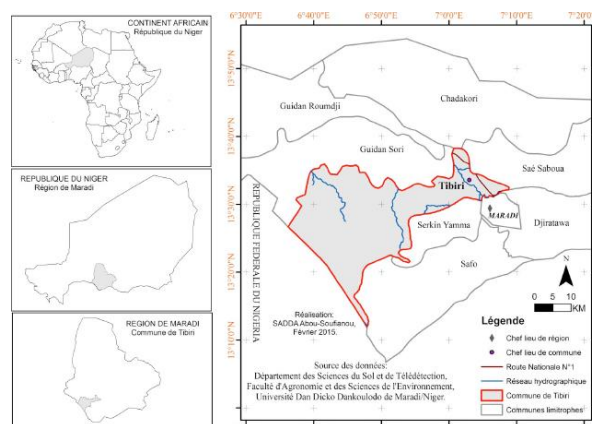 CONTINENT AFRICAIN
République du Niger
REPUBLIQUE DU NIGER
Région de Maradi
REGION DE MARADI
Commune de Tibiri
6°30'0"E
6°40'0"E
6°50'0"E
7°0'0"E
7°10'0"E
7°20'0"E
13°10'0"N
Chadakori
Guidan Roumdji
Guidan Sori
Saé Saboua
Tibiri
MARADI
Djiratawa
Serkin Yamma
Safo
REPUBLIQUE FEDERALE DU NIGERIA
N
0 5 10
KM
Réalisation:
SADDA Abou-Soufianou,
Février 2015.
Source des données:
Département des Sciences du Sol et de Télédétection,
Faculté d'Agronomie et des Sciences de l'Environnement,
Université Dan Dicko Dankoulodo de Maradi/Niger.
Légende
Chef lieu de région
Chef lieu de commune
Route Nationale N°1
Réseau hydrographique
Commune de Tibiri
Communes limitrophes